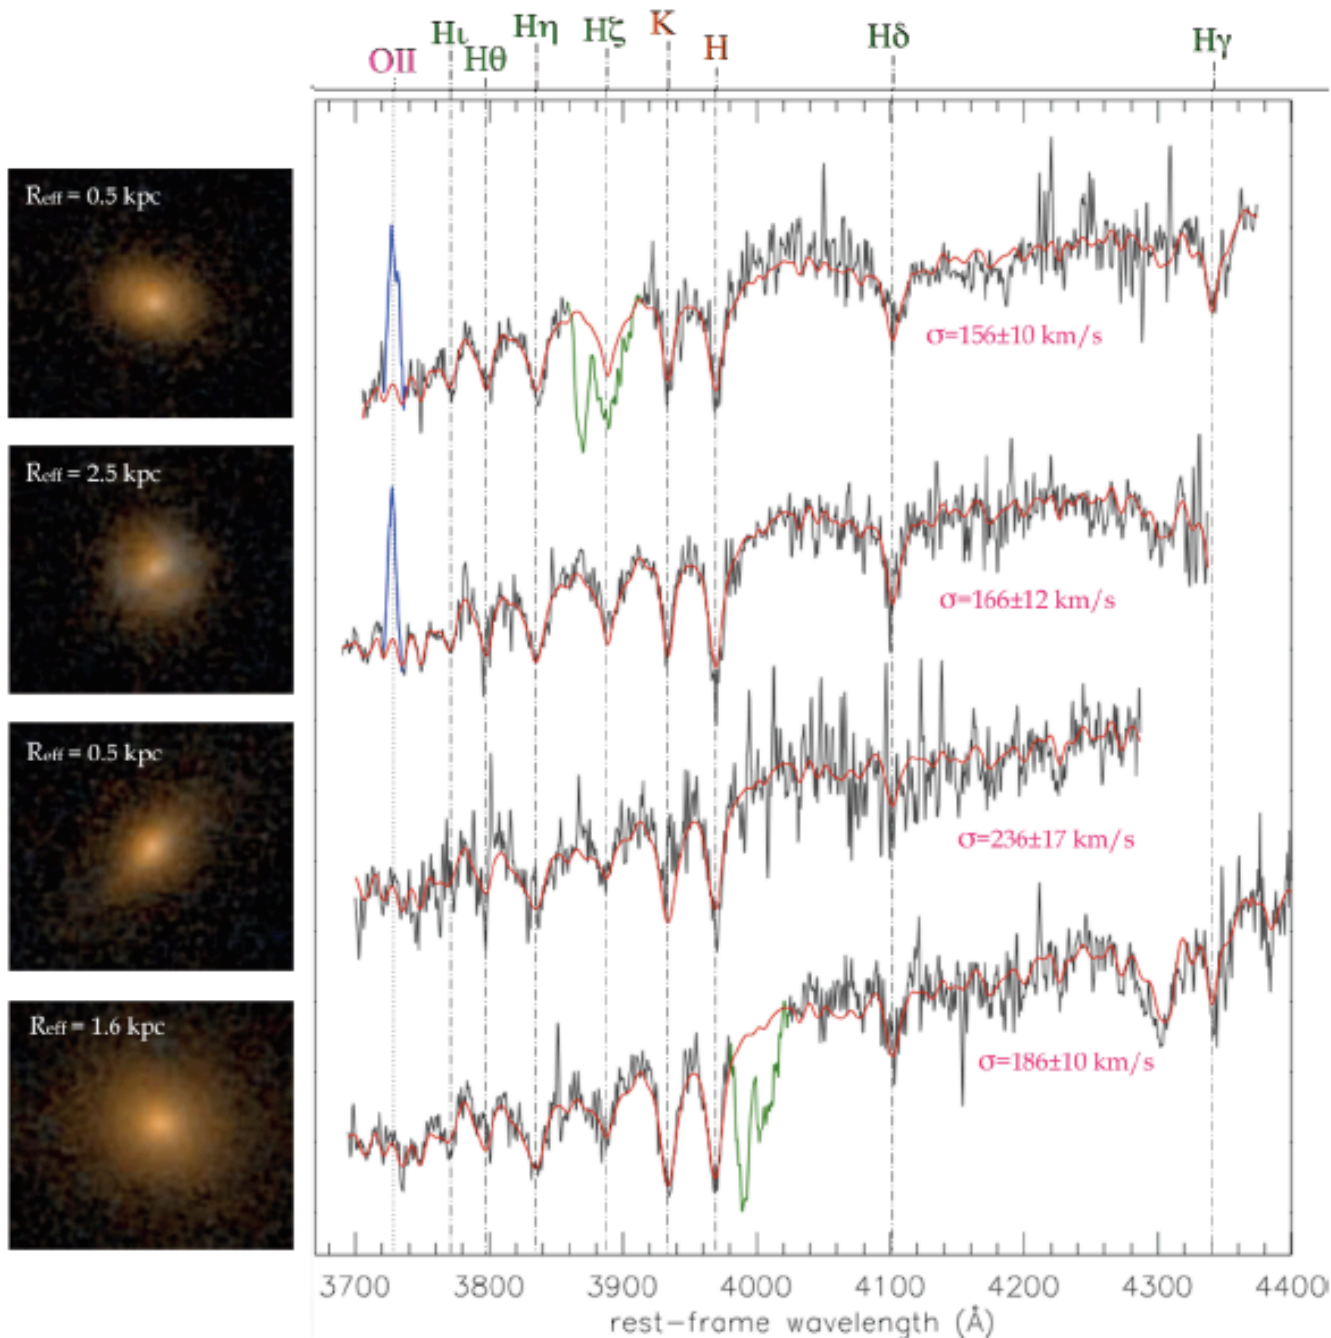 OII Hι Hθ Hη Hζ K H Hδ Hγ
Reff = 0.5 kpc
σ=156±10 km/s
Reff = 2.5 kpc
σ=166±12 km/s
Reff = 0.5 kpc
σ=236±17 km/s
Reff = 1.6 kpc
σ=186±10 km/s
3700 3800 3900 4000 4100 4200 4300 4400
rest-frame wavelength (Å)